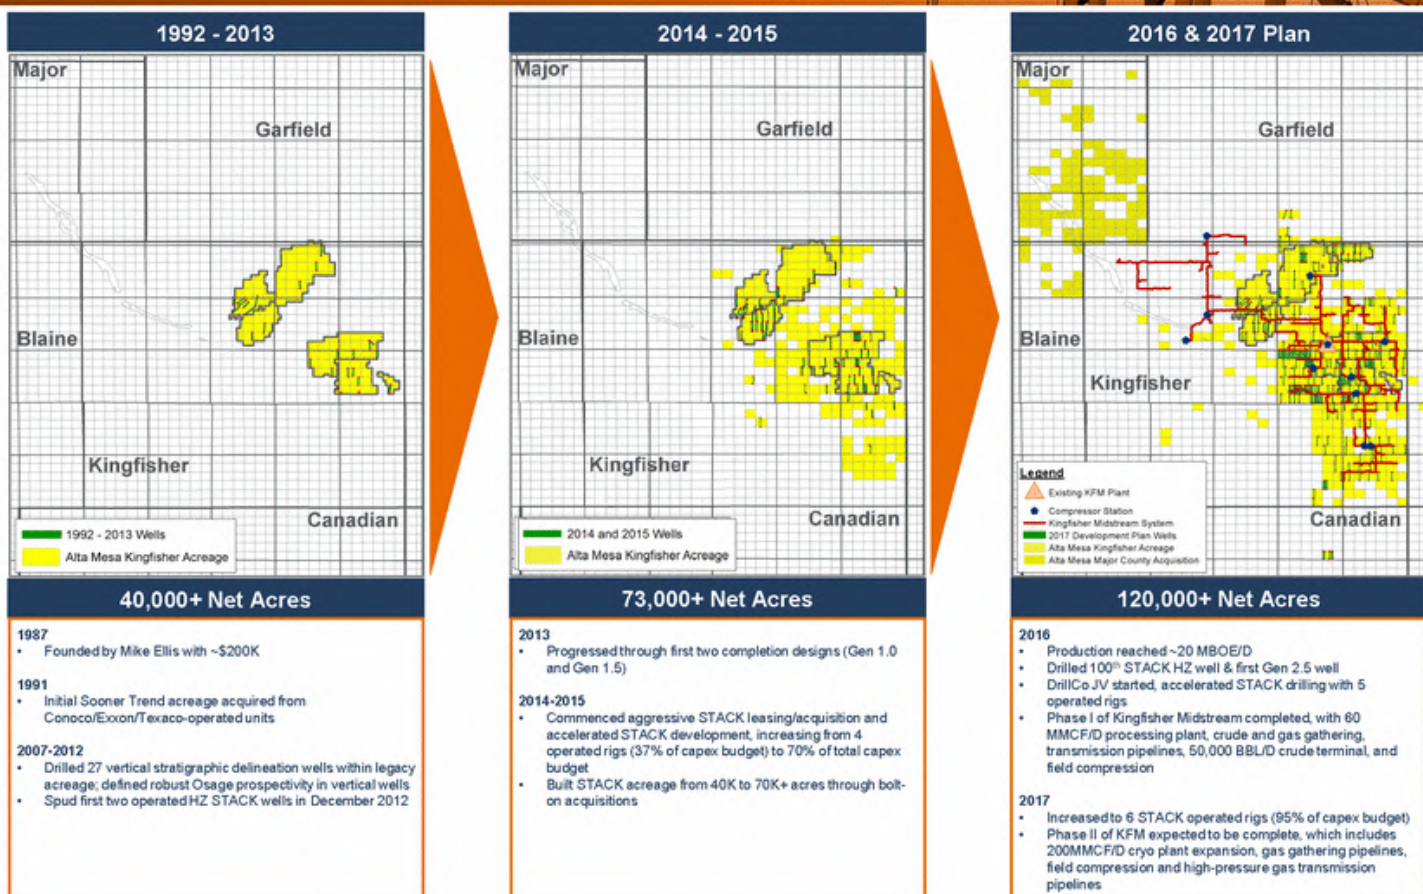 1992 - 2013
Major
Garfield
Blaine
Kingfisher
Canadian
1992 - 2013 Wells
Alta Mesa Kingfisher Acreage
40,000+ Net Acres
1987
• Founded by Mike Ellis with ~$200K
1991
• Initial Sooner Trend acreage acquired from
Conoco/Exxon/Texaco-operated units
2007-2012
• Drilled 27 vertical stratigraphic delineation wells within legacy
acreage; defined robust Osage prospectivity in vertical wells
• Spud first two operated HZ STACK wells in December 2012
2014 - 2015
Major
Garfield
Blaine
Kingfisher
Canadian
2014 and 2015 Wells
Alta Mesa Kingfisher Acreage
73,000+ Net Acres
2013
• Progressed through first two completion designs (Gen 1.0
and Gen 1.5)
2014-2015
• Commenced aggressive STACK leasing/acquisition and
accelerated STACK development, increasing from 4
operated rigs (37% of capex budget) to 70% of total capex
budget
• Built STACK acreage from 40K to 70K+ acres through bolt-
on acquisitions
2016 & 2017 Plan
Major
Garfield
Blaine
Kingfisher
Legend
Existing KFM Plant
Compressor Station
Kingfisher Midstream System
2017 Development Plan Wells
Alta Mesa Kingfisher Acreage
Alta Mesa Major County Acquisition
Canadian
120,000+ Net Acres
2016
• Production reached ~20 MBOE/D
• Drilled 100th STACK HZ well & first Gen 2.5 well
• DrillCo JV started, accelerated STACK drilling with 5
operated rigs
• Phase I of Kingfisher Midstream completed, with 60
MMCF/D processing plant, crude and gas gathering,
transmission pipelines, 50,000 BBL/D crude terminal, and
field compression
2017
• Increased to 6 STACK operated rigs (95% of capex budget)
• Phase II of KFM expected to be complete, which includes
200MMCF/D cryo plant expansion, gas gathering pipelines,
field compression and high-pressure gas transmission
pipelines